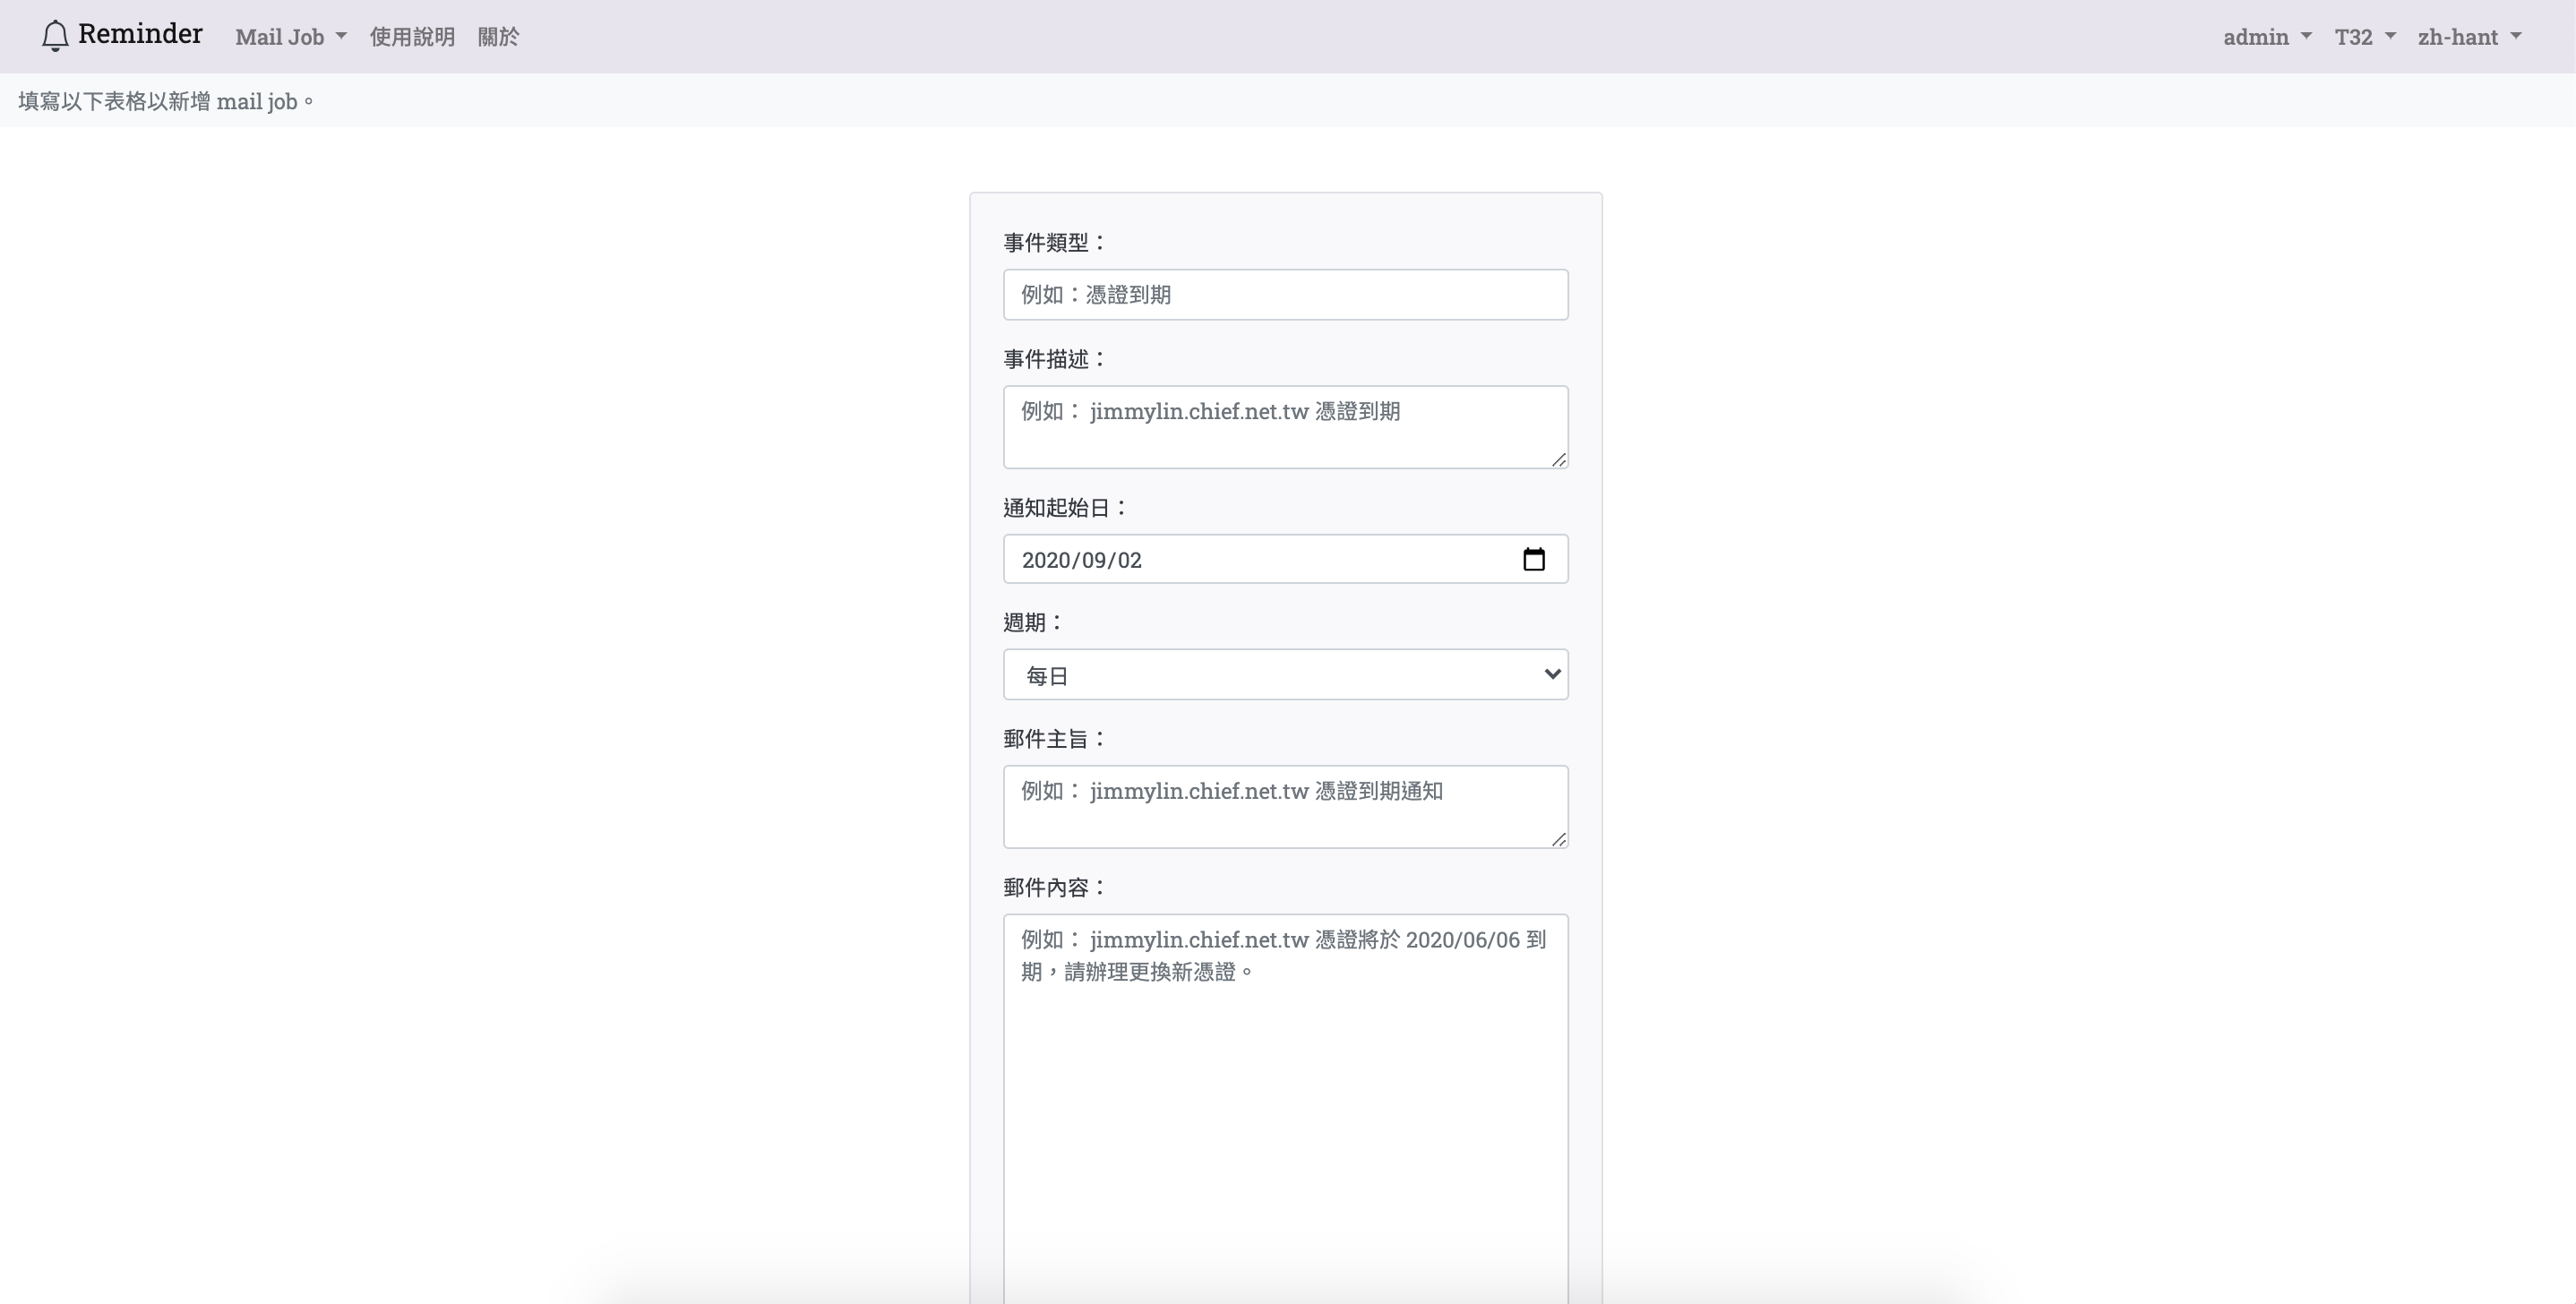 Reminder Mail Job 使用說明 關於 admin T32 zh-hant
填寫以下表格以新增 mail job。
事件類型：
例如：憑證到期
事件描述：
例如： jimmylin.chief.net.tw 憑證到期
通知起始日：
2020/09/02
週期：
每日
郵件主旨：
例如： jimmylin.chief.net.tw 憑證到期通知
郵件內容：
例如： jimmylin.chief.net.tw 憑證將於 2020/06/06 到
期，請辦理更換新憑證。